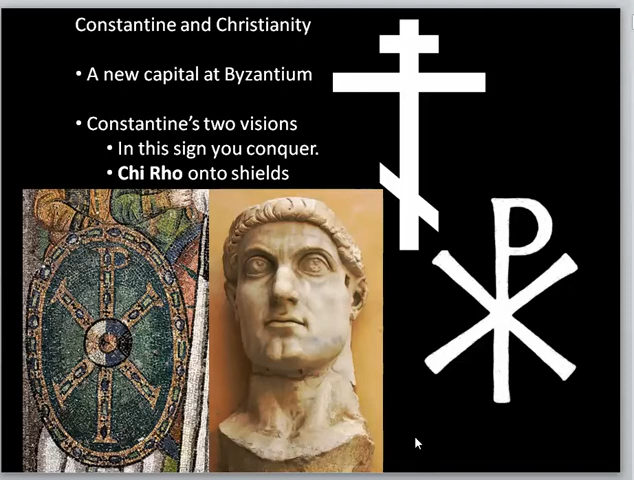 Constantine and Christianity
• A new capital at Byzantium
• Constantine's two visions
• In this sign you conquer.
• Chi Rho onto shields